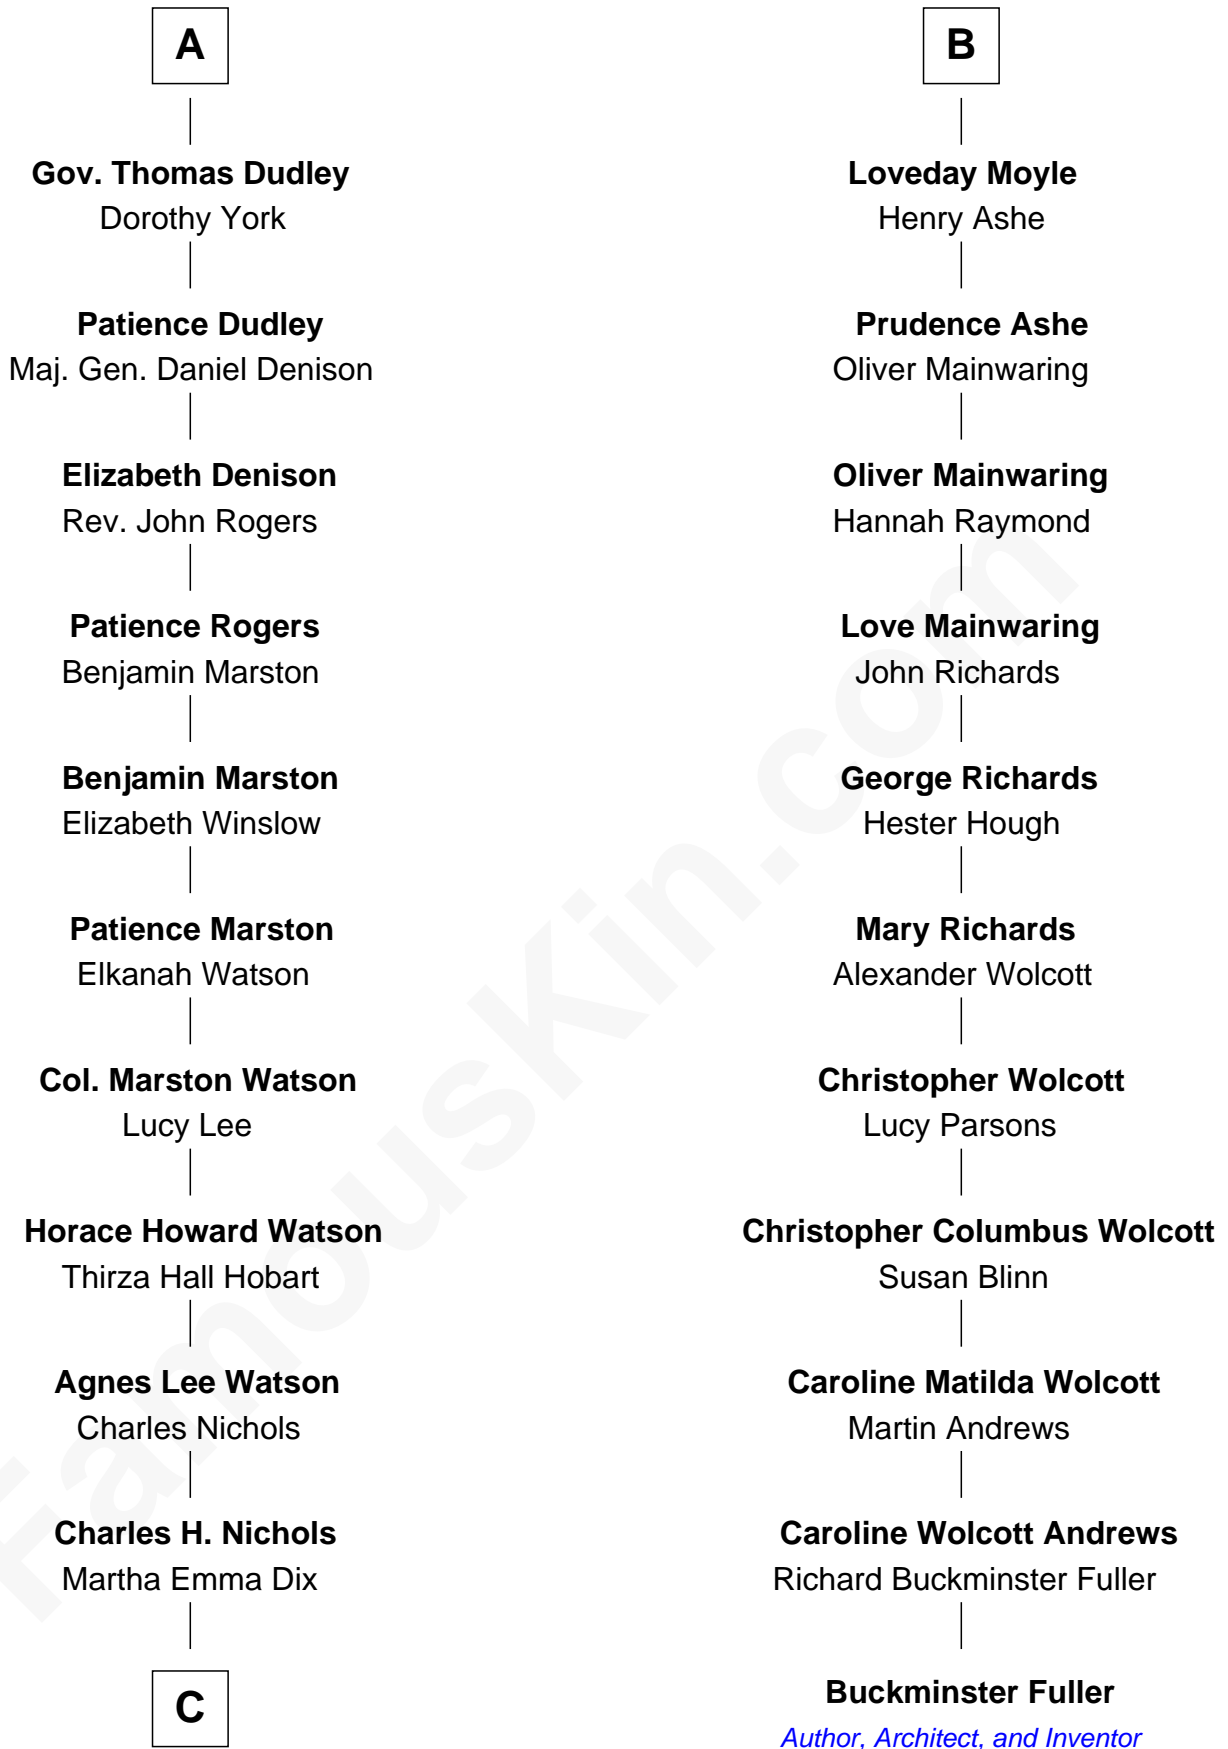 A
Gov. Thomas Dudley
Dorothy York
Patience Dudley
Maj. Gen. Daniel Denison
Elizabeth Denison
Rev. John Rogers
Patience Rogers
Benjamin Marston
Benjamin Marston
Elizabeth Winslow
Patience Marston
Elkanah Watson
Col. Marston Watson
Lucy Lee
Horace Howard Watson
Thirza Hall Hobart
Agnes Lee Watson
Charles Nichols
Charles H. Nichols
Martha Emma Dix
C
B
Loveday Moyle
Henry Ashe
Prudence Ashe
Oliver Mainwaring
Oliver Mainwaring
Hannah Raymond
Love Mainwaring
John Richards
George Richards
Hester Hough
Mary Richards
Alexander Wolcott
Christopher Wolcott
Lucy Parsons
Christopher Columbus Wolcott
Susan Blinn
Caroline Matilda Wolcott
Martin Andrews
Caroline Wolcott Andrews
Richard Buckminster Fuller
Buckminster Fuller
Author, Architect, and Inventor
FamousKin.com